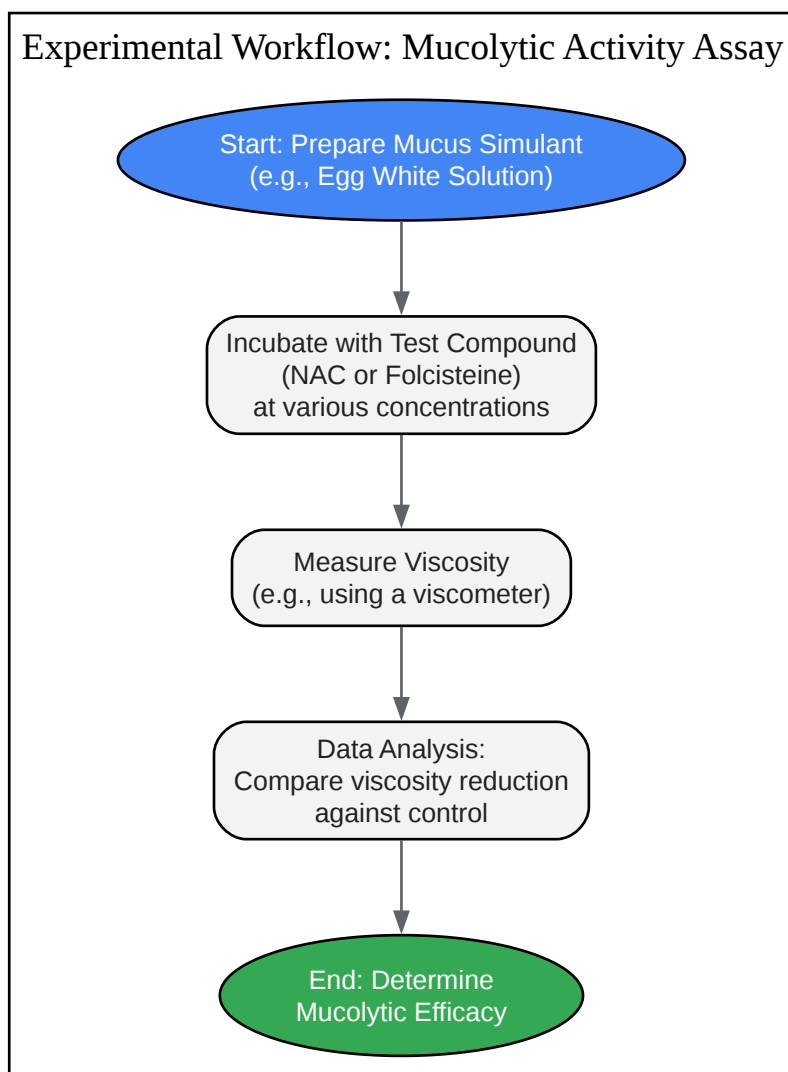 Experimental Workflow: Mucolytic Activity Assay
Start: Prepare Mucus Simulant
(e.g., Egg White Solution)
Incubate with Test Compound
(NAC or Folcisteine)
at various concentrations
Measure Viscosity
(e.g., using a viscometer)
Data Analysis:
Compare viscosity reduction
against control
End: Determine
Mucolytic Efficacy